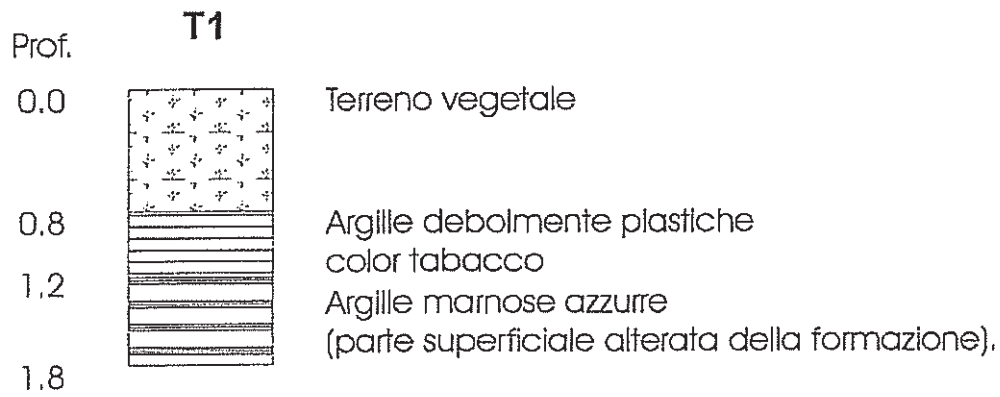 T1
Prof.
0.0 Terreno vegetale
0.8 Argille debolmente plastiche
color tabacco
1.2 Argille marnose azzurre
(parte superficiale alterata della formazione).
1.8